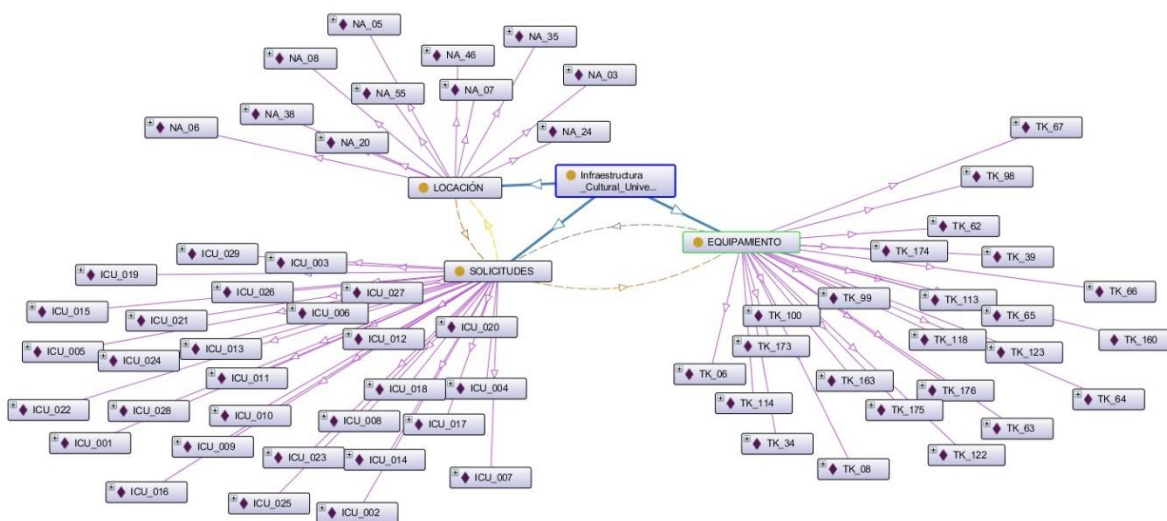 NA_05
NA_35
NA_46
NA_08
NA_03
NA_55
NA_07
NA_38
NA_06
NA_20
NA_24
TK_67
Infraestructura
_Cultural_Unive...
TK_98
LOCACIÓN
TK_62
EQUIPAMIENTO
TK_174
TK_39
ICU_029
ICU_003
ICU_019
SOLICITUDES
TK_66
ICU_026
ICU_027
TK_99
TK_113
ICU_015
ICU_006
TK_100
TK_65
ICU_021
ICU_020
ICU_012
TK_118
TK_160
ICU_005
ICU_024
ICU_013
TK_173
TK_123
TK_06
ICU_011
ICU_018
ICU_004
TK_163
TK_176
TK_64
ICU_022
ICU_028
ICU_010
TK_114
TK_175
ICU_008
ICU_017
TK_63
ICU_001
ICU_009
TK_34
ICU_023
ICU_014
TK_122
TK_08
ICU_007
ICU_016
ICU_025
ICU_002